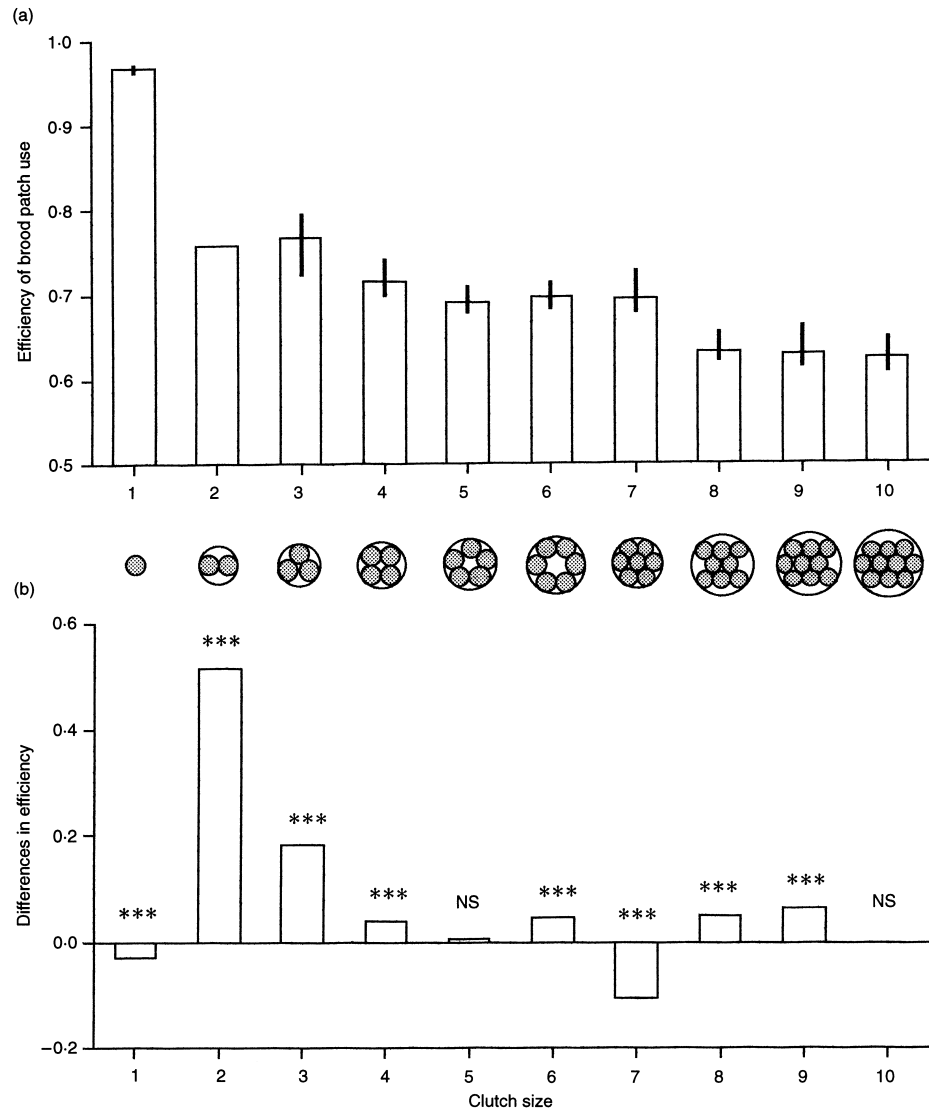 (a)
1·0
0·9
0·8
0·7
0·6
0·5
Efficiency of brood patch use
1 2 3 4 5 6 7 8 9 10
(b)
0·6
0·4
0·2
0·0
−0·2
Differences in efficiency
*** *** *** *** NS *** *** *** *** NS
1 2 3 4 5 6 7 8 9 10
Clutch size